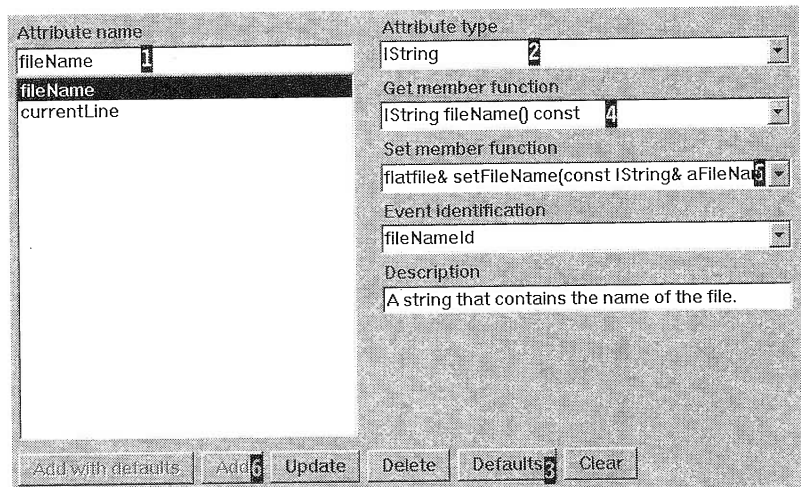 Attribute name
fileName 1
fileName
currentLine
Attribute type
IString 2
Get member function
IString fileName() const 4
Set member function
flatfile& setFileName(const IString& aFileNa 5
Event identification
fileNameId
Description
A string that contains the name of the file.
Add with defaults Add 6 Update Delete Defaults 3 Clear